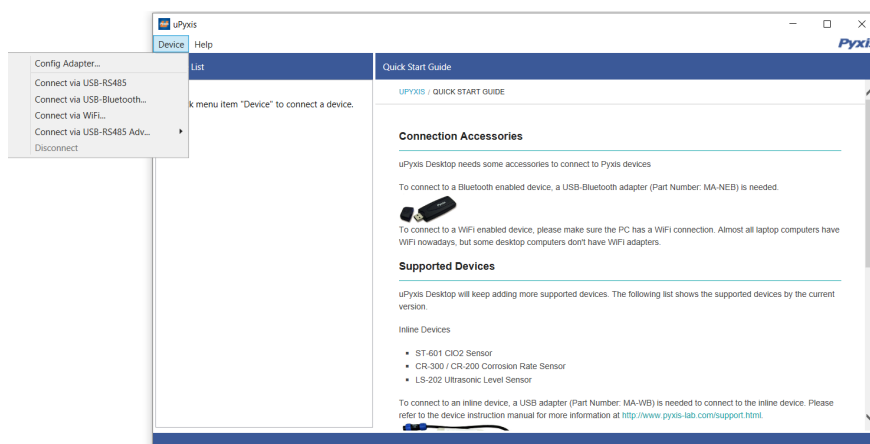 uPyxis
Device Help
Pyxis
Config Adapter...
Connect via USB-RS485
Connect via USB-Bluetooth...
Connect via WiFi...
Connect via USB-RS485 Adv...
Disconnect
List
k menu item "Device" to connect a device.
Quick Start Guide
UPYXIS / QUICK START GUIDE
Connection Accessories
uPyxis Desktop needs some accessories to connect to Pyxis devices
To connect to a Bluetooth enabled device, a USB-Bluetooth adapter (Part Number: MA-NEB) is needed.
To connect to a WiFi enabled device, please make sure the PC has a WiFi connection. Almost all laptop computers have
WiFi nowadays, but some desktop computers don't have WiFi adapters.
Supported Devices
uPyxis Desktop will keep adding more supported devices. The following list shows the supported devices by the current
version.
Inline Devices
ST-601 ClO2 Sensor
CR-300 / CR-200 Corrosion Rate Sensor
LS-202 Ultrasonic Level Sensor
To connect to an inline device, a USB adapter (Part Number: MA-WB) is needed to connect to the inline device. Please
refer to the device instruction manual for more information at http://www.pyxis-lab.com/support.html.